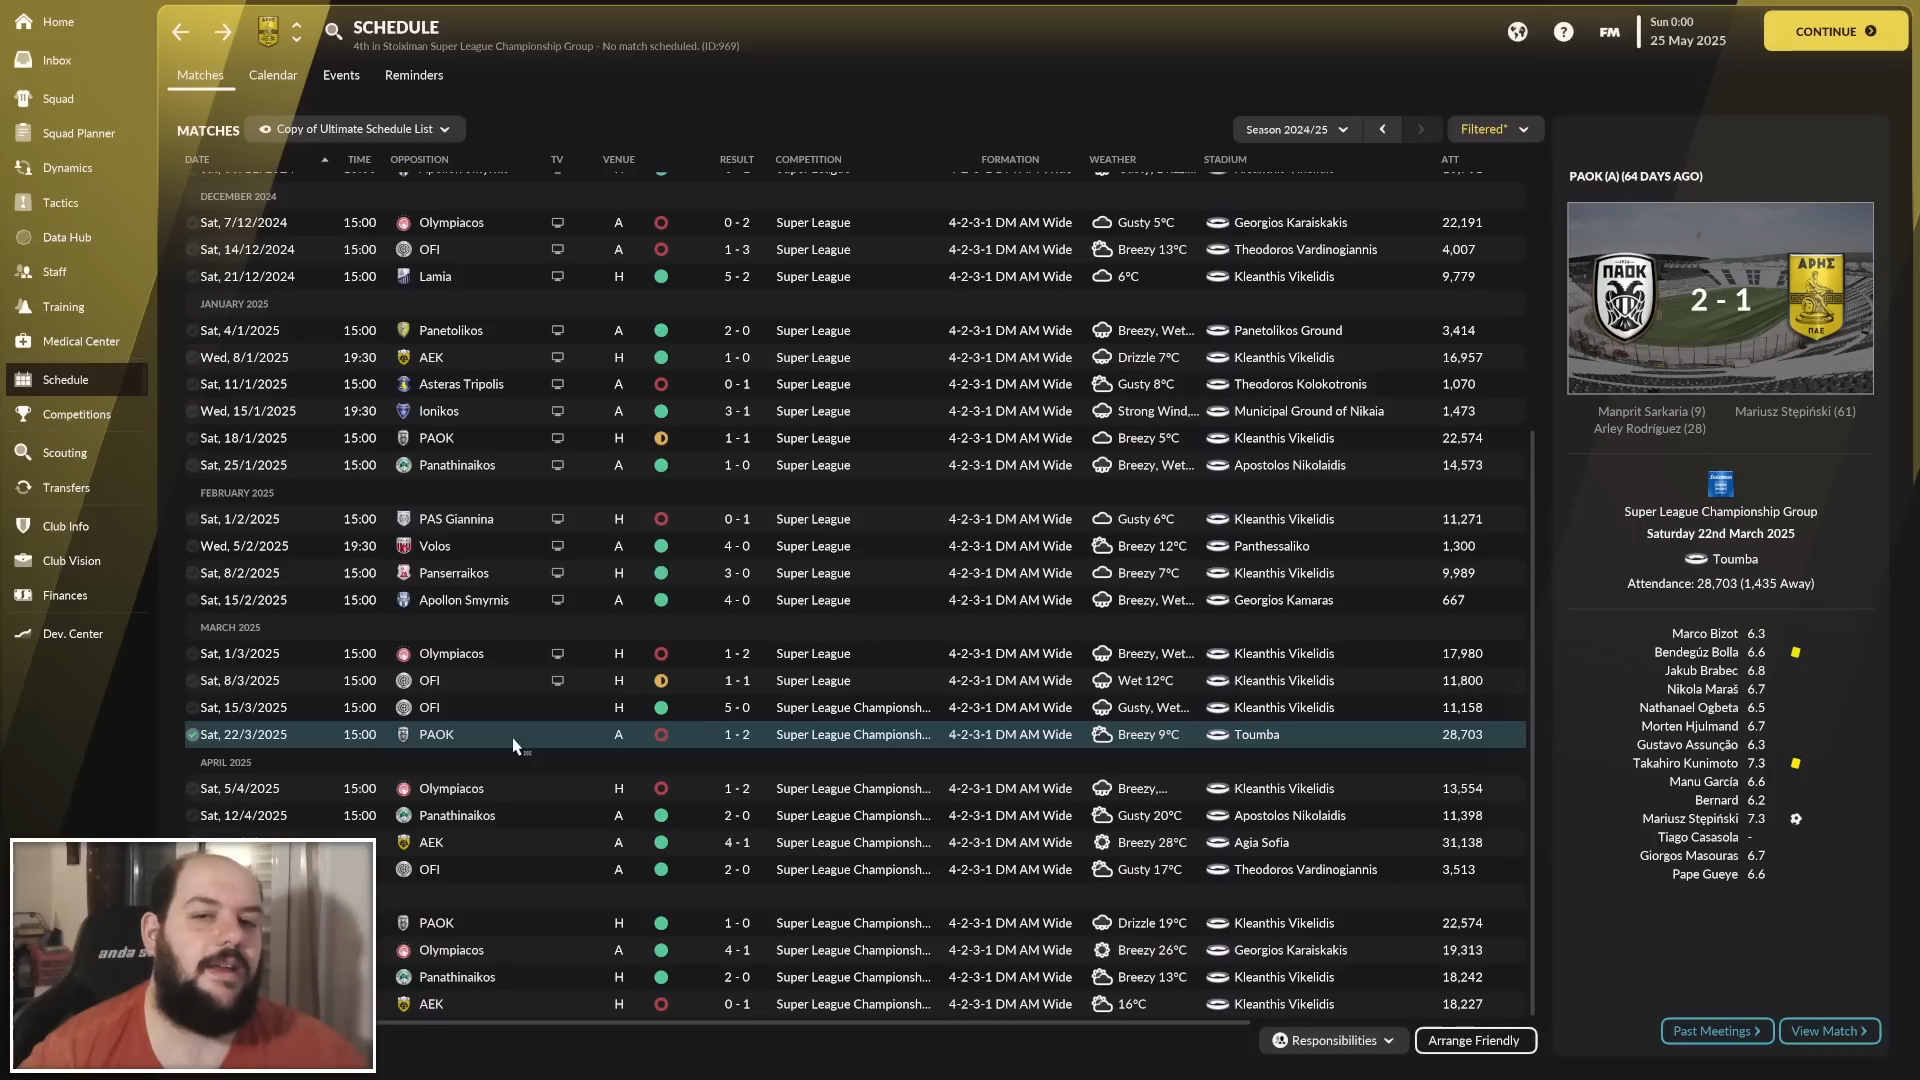 Home
Inbox
Squad
Squad Planner
Dynamics
Tactics
Data Hub
Staff
Training
Medical Center
Schedule
Competitions
Scouting
Transfers
Club Info
Club Vision
Finances
Dev. Center
SCHEDULE
4th in Stoiximan Super League Championship Group - No match scheduled. (ID:969)
FM
Sun 0:00
25 May 2025
CONTINUE
Matches Calendar Events Reminders
MATCHES Copy of Ultimate Schedule List Season 2024/25 Filtered*
DATE TIME OPPOSITION TV VENUE RESULT COMPETITION FORMATION WEATHER STADIUM ATT
DECEMBER 2024
Sat, 7/12/2024 15:00 Olympiacos A 0 - 2 Super League 4-2-3-1 DM AM Wide Gusty 5°C Georgios Karaiskakis 22,191
Sat, 14/12/2024 15:00 OFI A 1 - 3 Super League 4-2-3-1 DM AM Wide Breezy 13°C Theodoros Vardinogiannis 4,007
Sat, 21/12/2024 15:00 Lamia H 5 - 2 Super League 4-2-3-1 DM AM Wide 6°C Kleanthis Vikelidis 9,779
JANUARY 2025
Sat, 4/1/2025 15:00 Panetolikos A 2 - 0 Super League 4-2-3-1 DM AM Wide Breezy, Wet... Panetolikos Ground 3,414
Wed, 8/1/2025 19:30 AEK H 1 - 0 Super League 4-2-3-1 DM AM Wide Drizzle 7°C Kleanthis Vikelidis 16,957
Sat, 11/1/2025 15:00 Asteras Tripolis A 0 - 1 Super League 4-2-3-1 DM AM Wide Gusty 8°C Theodoros Kolokotronis 1,070
Wed, 15/1/2025 19:30 Ionikos A 3 - 1 Super League 4-2-3-1 DM AM Wide Strong Wind,... Municipal Ground of Nikaia 1,473
Sat, 18/1/2025 15:00 PAOK H 1 - 1 Super League 4-2-3-1 DM AM Wide Breezy 5°C Kleanthis Vikelidis 22,574
Sat, 25/1/2025 15:00 Panathinaikos A 1 - 0 Super League 4-2-3-1 DM AM Wide Breezy, Wet... Apostolos Nikolaidis 14,573
FEBRUARY 2025
Sat, 1/2/2025 15:00 PAS Giannina H 0 - 1 Super League 4-2-3-1 DM AM Wide Gusty 6°C Kleanthis Vikelidis 11,271
Wed, 5/2/2025 19:30 Volos A 4 - 0 Super League 4-2-3-1 DM AM Wide Breezy 12°C Panthessaliko 1,300
Sat, 8/2/2025 15:00 Panserraikos H 3 - 0 Super League 4-2-3-1 DM AM Wide Breezy 7°C Kleanthis Vikelidis 9,989
Sat, 15/2/2025 15:00 Apollon Smyrnis A 4 - 0 Super League 4-2-3-1 DM AM Wide Breezy, Wet... Georgios Kamaras 667
MARCH 2025
Sat, 1/3/2025 15:00 Olympiacos H 1 - 2 Super League 4-2-3-1 DM AM Wide Breezy, Wet... Kleanthis Vikelidis 17,980
Sat, 8/3/2025 15:00 OFI H 1 - 1 Super League 4-2-3-1 DM AM Wide Wet 12°C Kleanthis Vikelidis 11,800
Sat, 15/3/2025 15:00 OFI H 5 - 0 Super League Championsh... 4-2-3-1 DM AM Wide Gusty, Wet... Kleanthis Vikelidis 11,158
Sat, 22/3/2025 15:00 PAOK A 1 - 2 Super League Championsh... 4-2-3-1 DM AM Wide Breezy 9°C Toumba 28,703
APRIL 2025
Sat, 5/4/2025 15:00 Olympiacos H 1 - 2 Super League Championsh... 4-2-3-1 DM AM Wide Breezy,... Kleanthis Vikelidis 13,554
Sat, 12/4/2025 15:00 Panathinaikos A 2 - 0 Super League Championsh... 4-2-3-1 DM AM Wide Gusty 20°C Apostolos Nikolaidis 11,398
AEK A 4 - 1 Super League Championsh... 4-2-3-1 DM AM Wide Breezy 28°C Agia Sofia 31,138
OFI A 2 - 0 Super League Championsh... 4-2-3-1 DM AM Wide Gusty 17°C Theodoros Vardinogiannis 3,513
PAOK H 1 - 0 Super League Championsh... 4-2-3-1 DM AM Wide Drizzle 19°C Kleanthis Vikelidis 22,574
Olympiacos A 4 - 1 Super League Championsh... 4-2-3-1 DM AM Wide Breezy 26°C Georgios Karaiskakis 19,313
Panathinaikos H 2 - 0 Super League Championsh... 4-2-3-1 DM AM Wide Breezy 13°C Kleanthis Vikelidis 18,242
AEK H 0 - 1 Super League Championsh... 4-2-3-1 DM AM Wide 16°C Kleanthis Vikelidis 18,227
Responsibilities Arrange Friendly
PAOK (A) (64 DAYS AGO)
ΠΑΟΚ 2 - 1 ΑΡΗΣ
ΠΑΕ
Manprit Sarkaria (9) Mariusz Stępiński (61)
Arley Rodríguez (28)
Super League Championship Group
Saturday 22nd March 2025
Toumba
Attendance: 28,703 (1,435 Away)
Marco Bizot 6.3
Bendegúz Bolla 6.6
Jakub Brabec 6.8
Nikola Maraš 6.7
Nathanael Ogbeta 6.5
Morten Hjulmand 6.7
Gustavo Assunção 6.3
Takahiro Kunimoto 7.3
Manu García 6.6
Bernard 6.2
Mariusz Stępiński 7.3
Tiago Casasola -
Giorgos Masouras 6.7
Pape Gueye 6.6
Past Meetings View Match
anda s